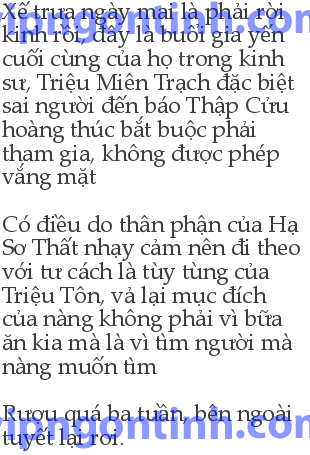 Xế trưa ngày mai là phải rời
kinh rồi, đây là buổi gia yến
cuối cùng của họ trong kinh
sư, Triệu Miên Trạch đặc biệt
sai người đến báo Thập Cửu
hoàng thúc bắt buộc phải
tham gia, không được phép
vắng mặt
Có điều do thân phận của Hạ
Sơ Thất nhạy cảm nên đi theo
với tư cách là tùy tùng của
Triệu Tôn, vả lại mục đích
của nàng không phải vì bữa
ăn kia mà là vì tìm người mà
nàng muốn tìm
Rượu quá ba tuần, bên ngoài
tuyết lại rơi.
vipngontinh.com